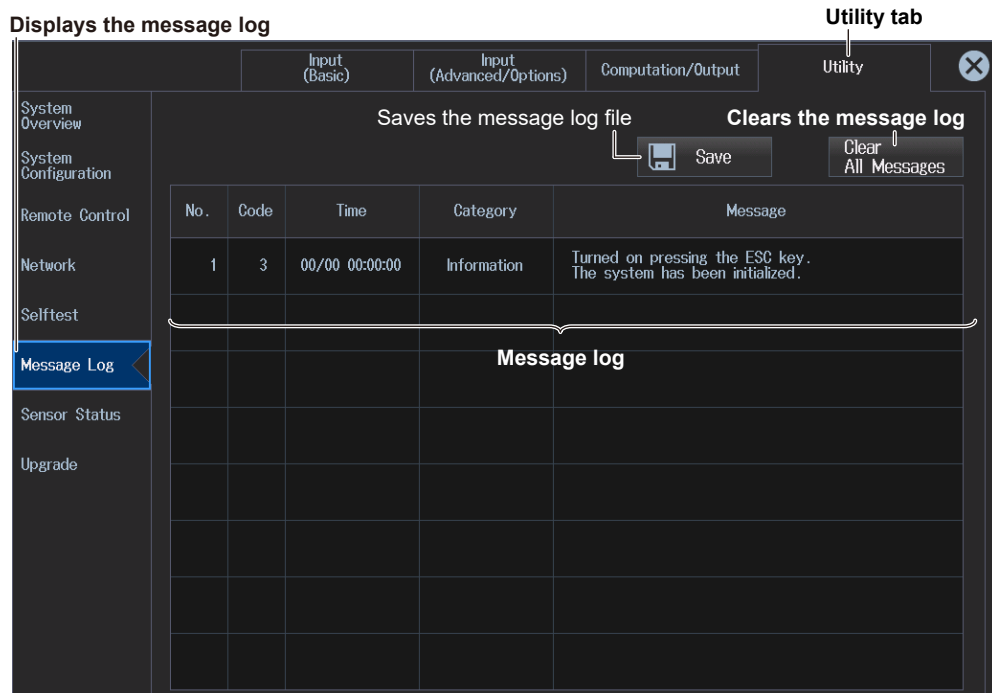 Displays the message log
Utility tab
Input
(Basic)
Input
(Advanced/Options)
Computation/Output
Utility
System
Overview
System
Configuration
Remote Control
Network
Selftest
Message Log
Sensor Status
Upgrade
Saves the message log file
Clears the message log
Save
Clear
All Messages
No. Code Time Category Message
1 3 00/00 00:00:00 Information Turned on pressing the ESC key.
The system has been initialized.
Message log